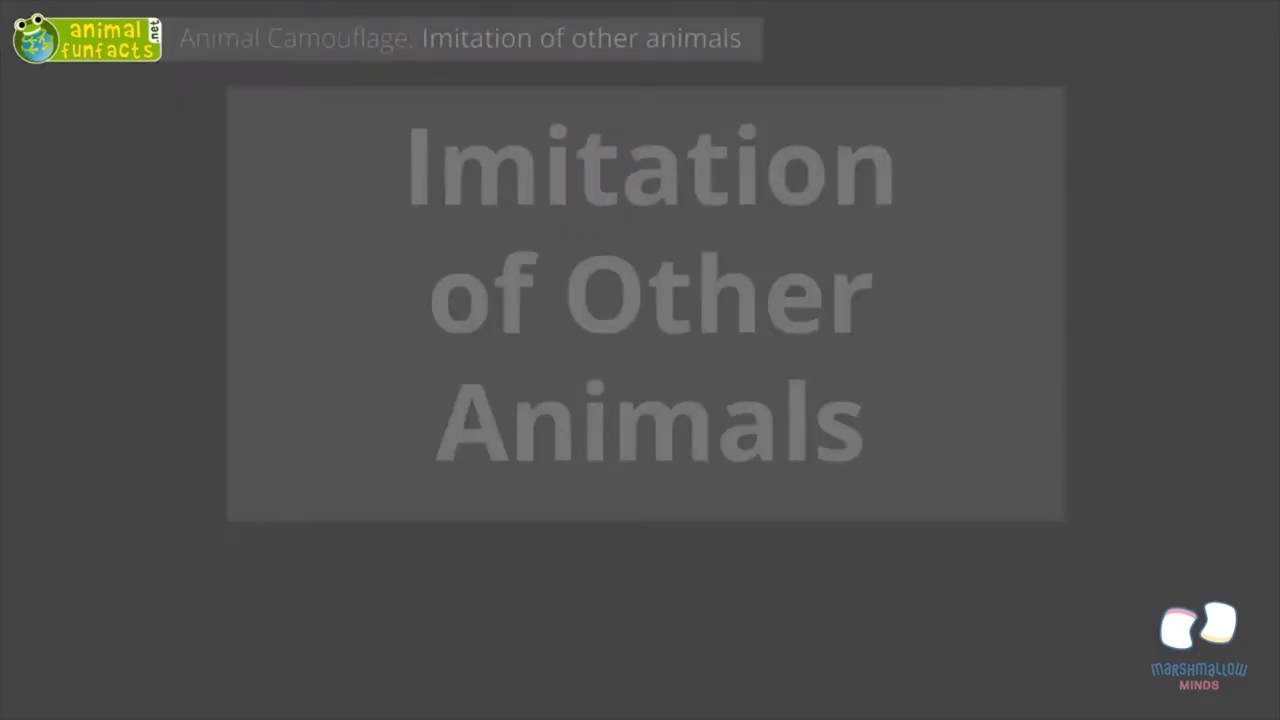 animal
funfacts
.net
Animal Camouflage. Imitation of other animals
Imitation
of Other
Animals
MARSHMALLOW
MINDS